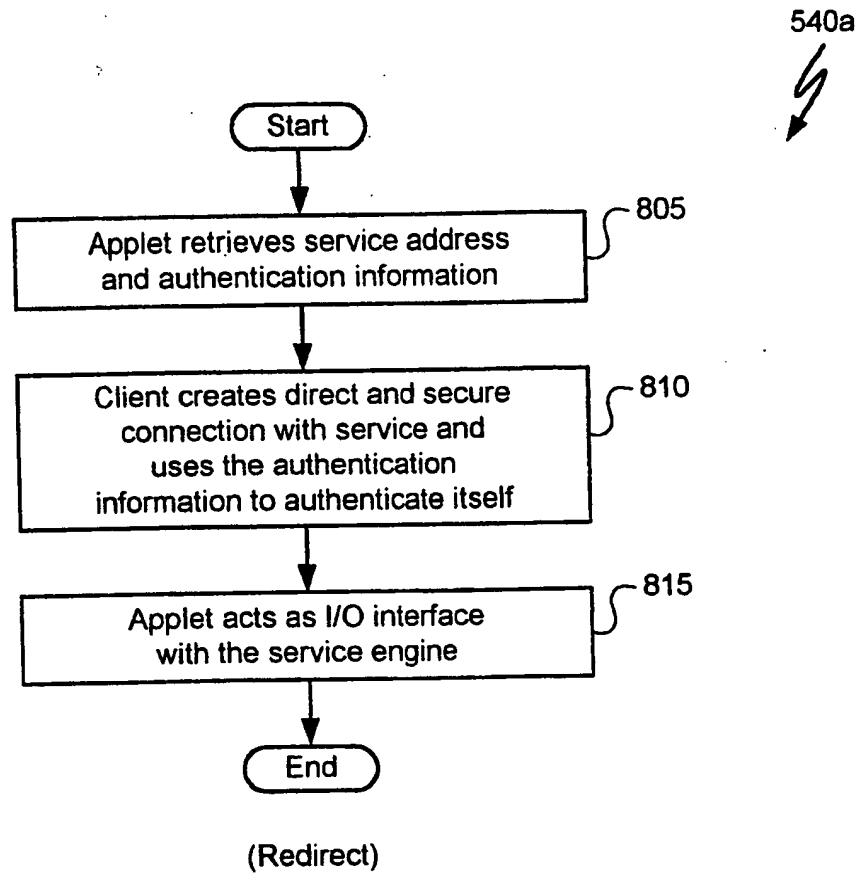 540a
Start
805
Applet retrieves service address
and authentication information
810
Client creates direct and secure
connection with service and
uses the authentication
information to authenticate itself
815
Applet acts as I/O interface
with the service engine
End
(Redirect)